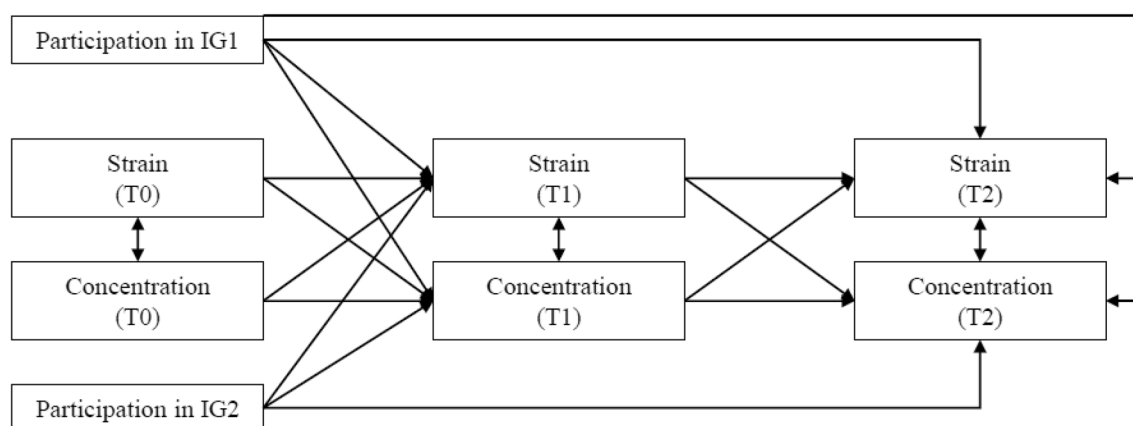 Participation in IG1
Strain
(T0)
Strain
(T1)
Strain
(T2)
Concentration
(T0)
Concentration
(T1)
Concentration
(T2)
Participation in IG2